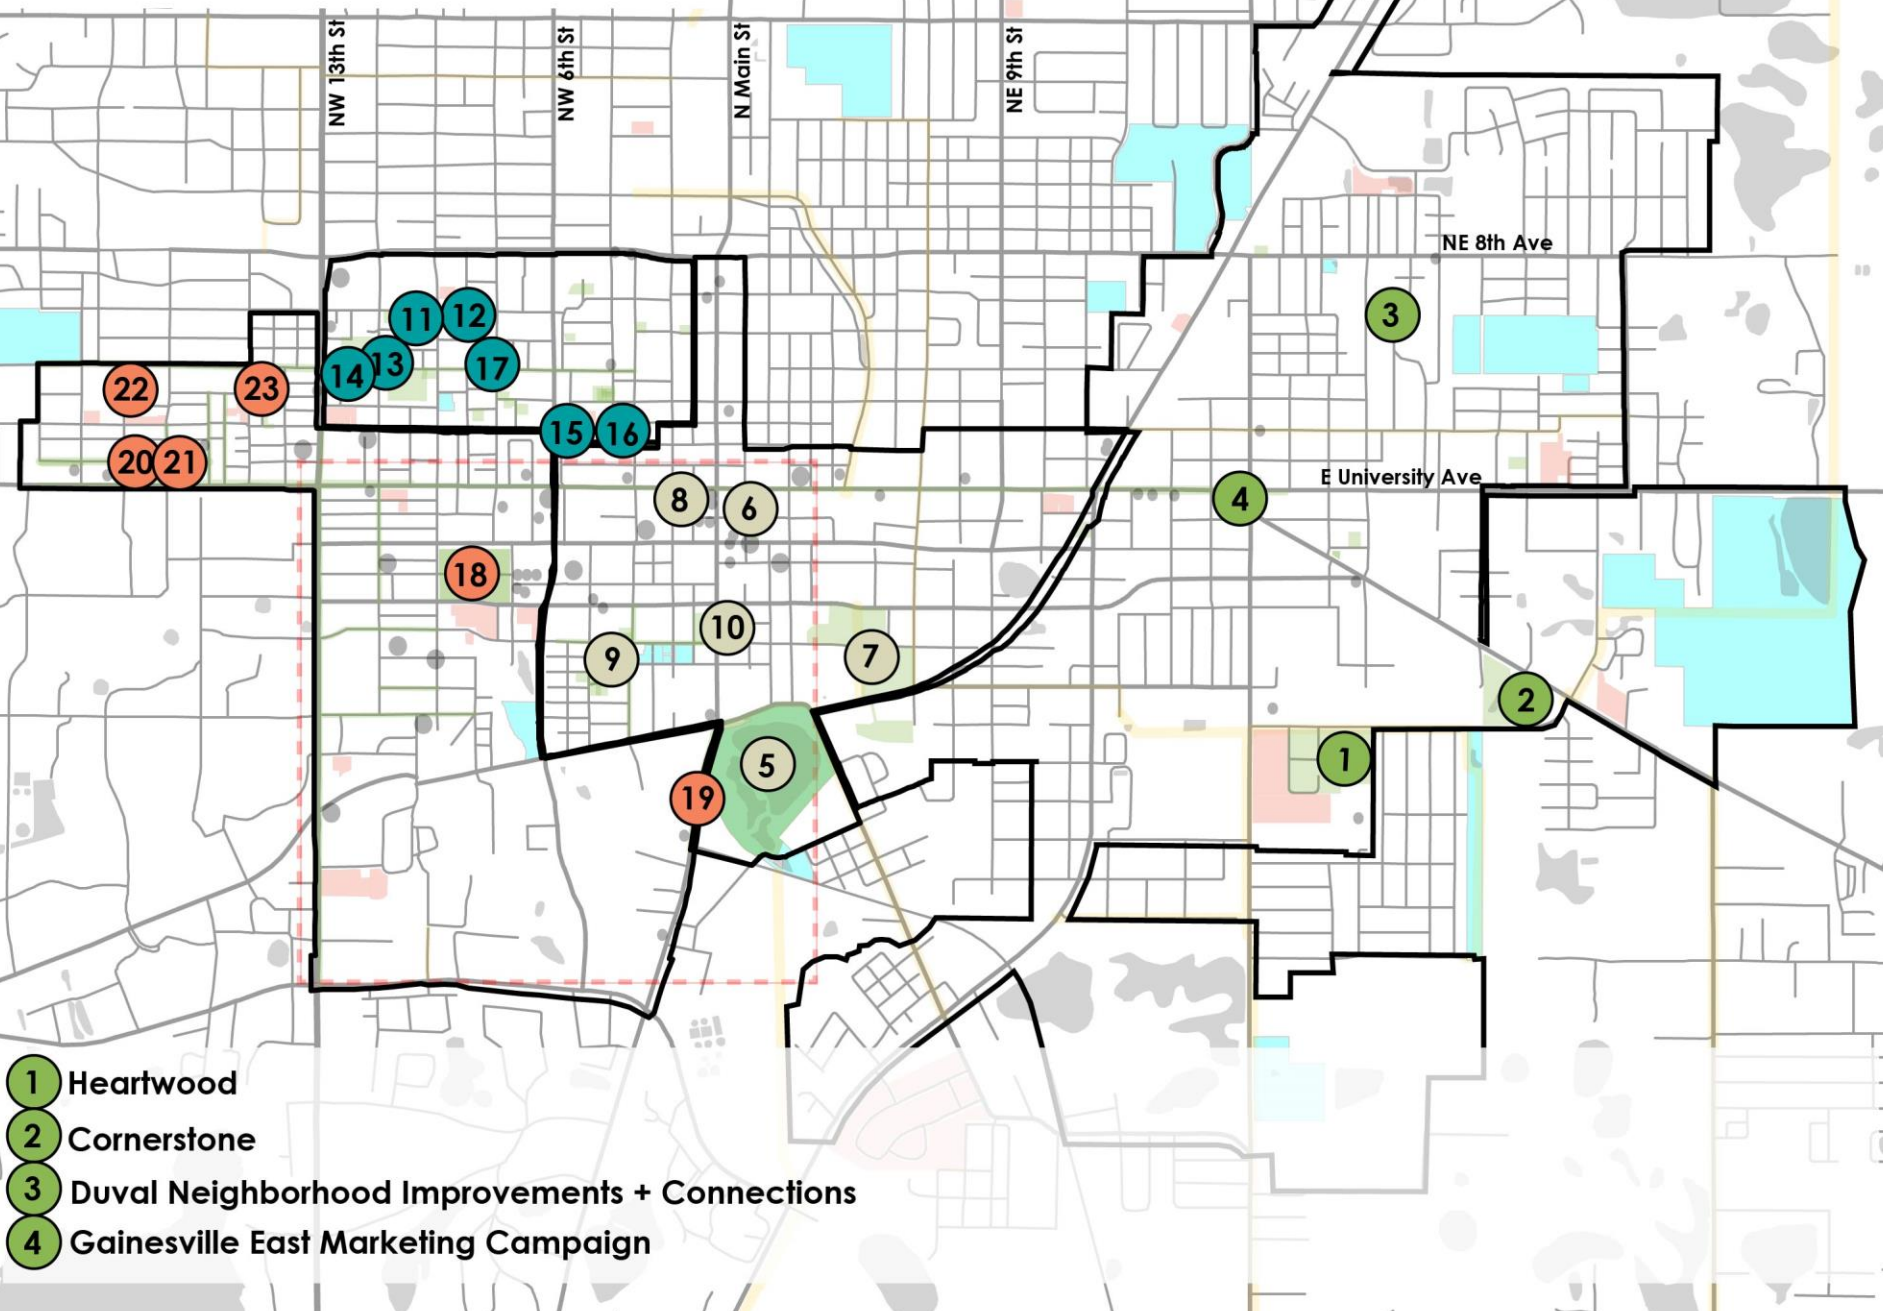 NW 13th St
NW 6th St
N Main St
NE 9th St
NE 8th Ave
11
12
3
13
14
17
22
23
15
16
20
21
E University Ave
8
6
4
18
10
9
7
2
5
1
19
1 Heartwood
2 Cornerstone
3 Duval Neighborhood Improvements + Connections
4 Gainesville East Marketing Campaign